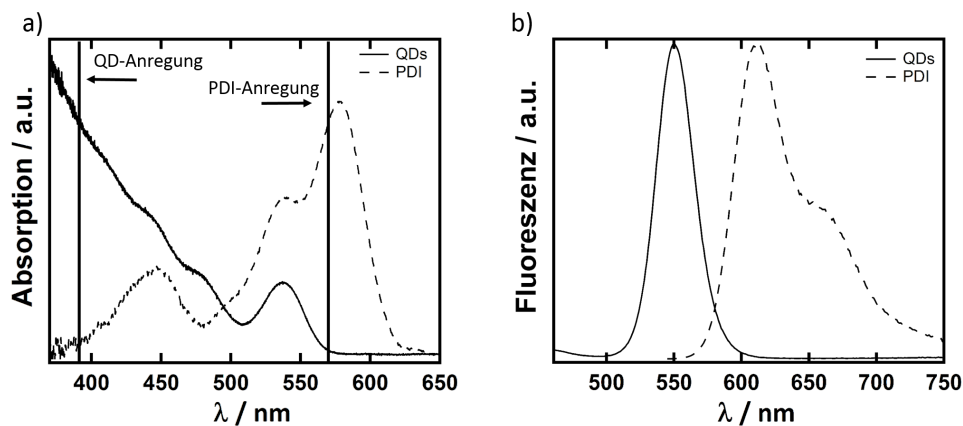 a)
QD-Anregung
PDI-Anregung
QDs
PDI
Absorption / a.u.
400 450 500 550 600 650
λ / nm
b)
QDs
PDI
Fluoreszenz / a.u.
500 550 600 650 700 750
λ / nm